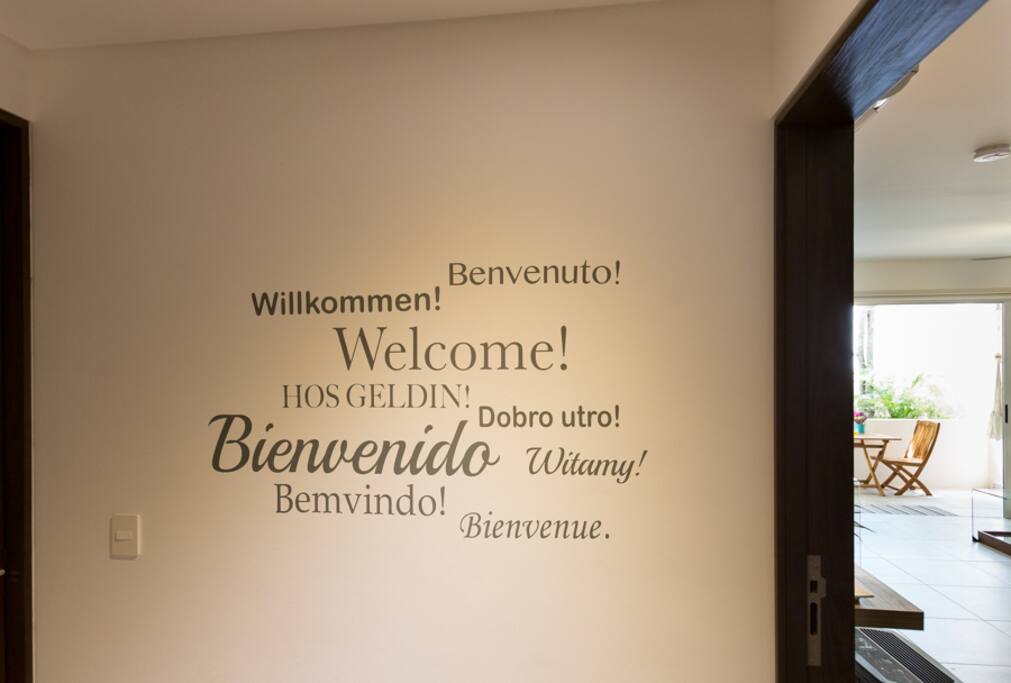 Benvenuto!
Willkommen!
Welcome!
HOS GELDIN!
Dobro utro!
Bienvenido
Witamy!
Bemvindo!
Bienvenue.